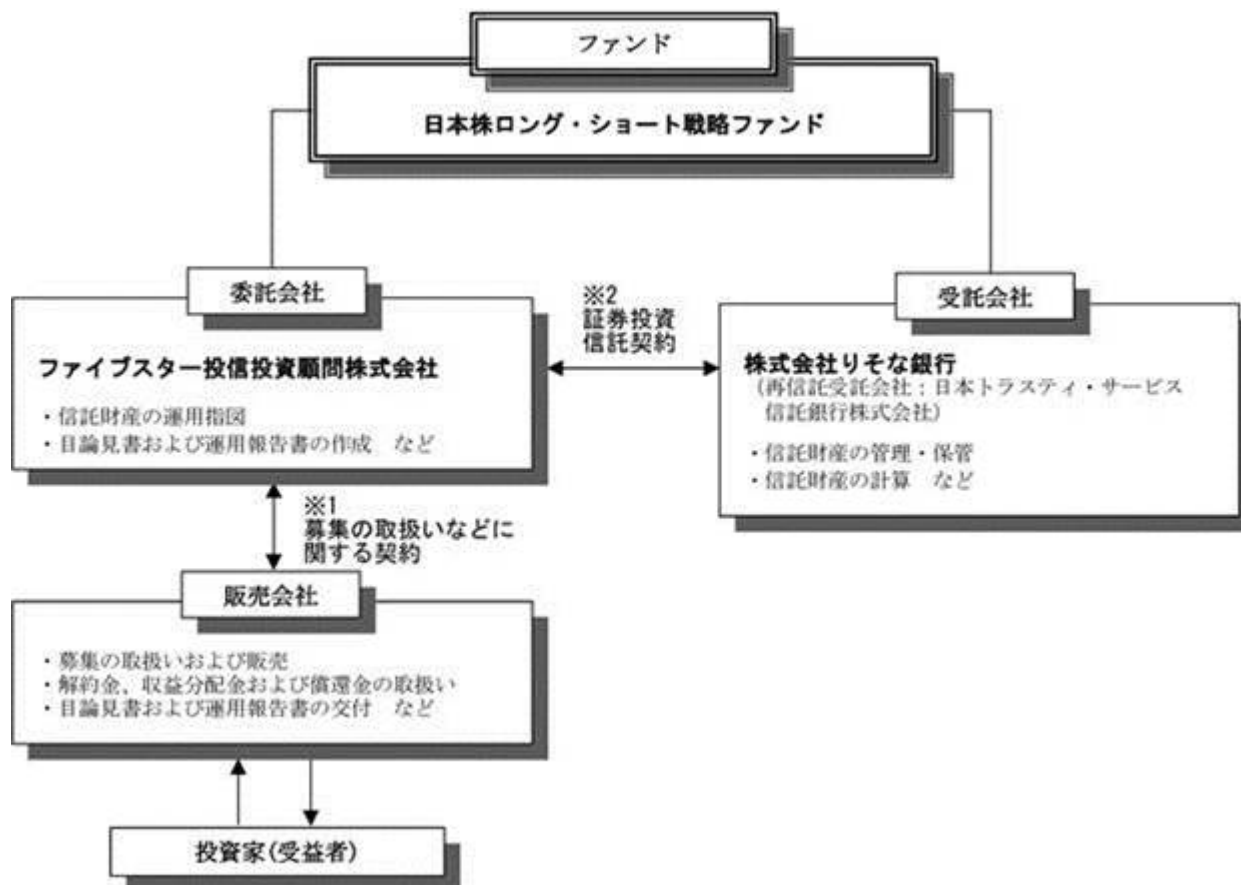 ファンド
日本株ロング・ショート戦略ファンド
委託会社
ファイブスター投信投資顧問株式会社
・信託財産の運用指図
・目論見書および運用報告書の作成　など
※2
証券投資
信託契約
受託会社
株式会社りそな銀行
（再信託受託会社：日本トラスティ・サービス
信託銀行株式会社）
・信託財産の管理・保管
・信託財産の計算　など
※1
募集の取扱いなどに
関する契約
販売会社
・募集の取扱いおよび販売
・解約金、収益分配金および償還金の取扱い
・目論見書および運用報告書の交付　など
投資家(受益者)